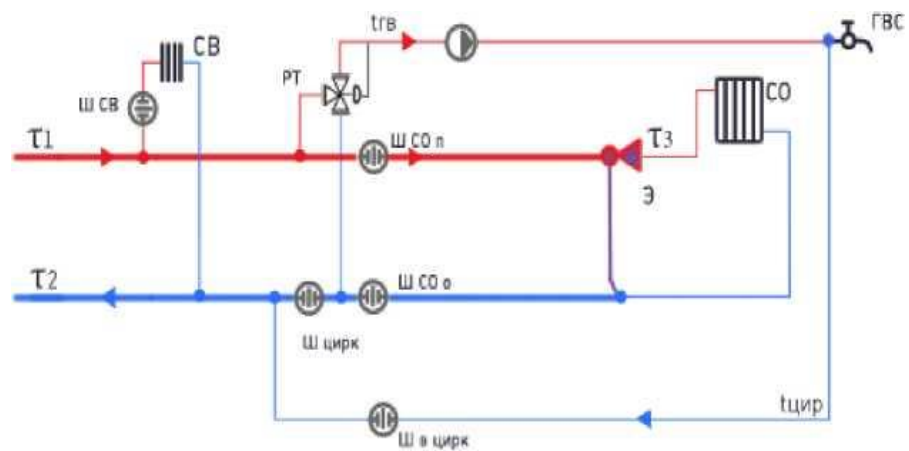 tгв
ГВС
СВ
РТ
СО
Ш СВ
τ1
Ш СО п
τ3
Э
τ2
Ш СО о
Ш цирк
tцир
Ш в цирк